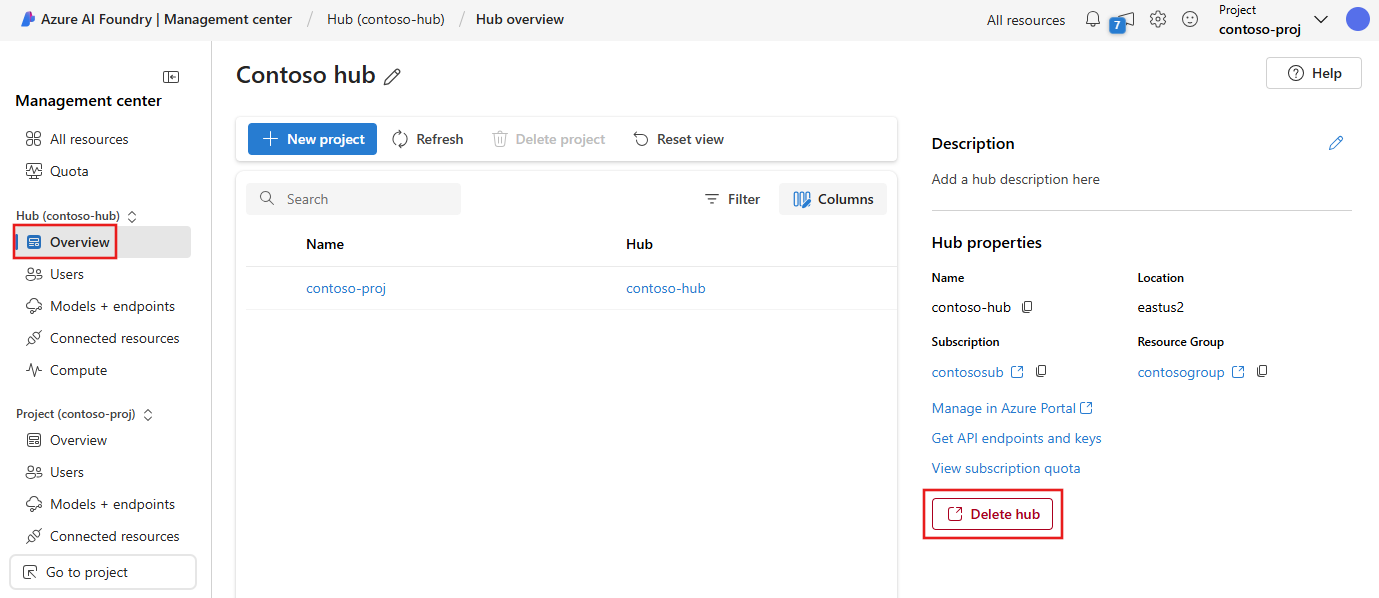 Azure AI Foundry | Management center / Hub (contoso-hub) / Hub overview
All resources
7
Project
contoso-proj
Management center
All resources
Quota
Hub (contoso-hub)
Overview
Users
Models + endpoints
Connected resources
Compute
Project (contoso-proj)
Overview
Users
Models + endpoints
Connected resources
Go to project
Contoso hub
Help
New project Refresh Delete project Reset view
Search Filter Columns
Name Hub
contoso-proj contoso-hub
Description
Add a hub description here
Hub properties
Name Location
contoso-hub eastus2
Subscription Resource Group
contososub contosogroup
Manage in Azure Portal
Get API endpoints and keys
View subscription quota
Delete hub